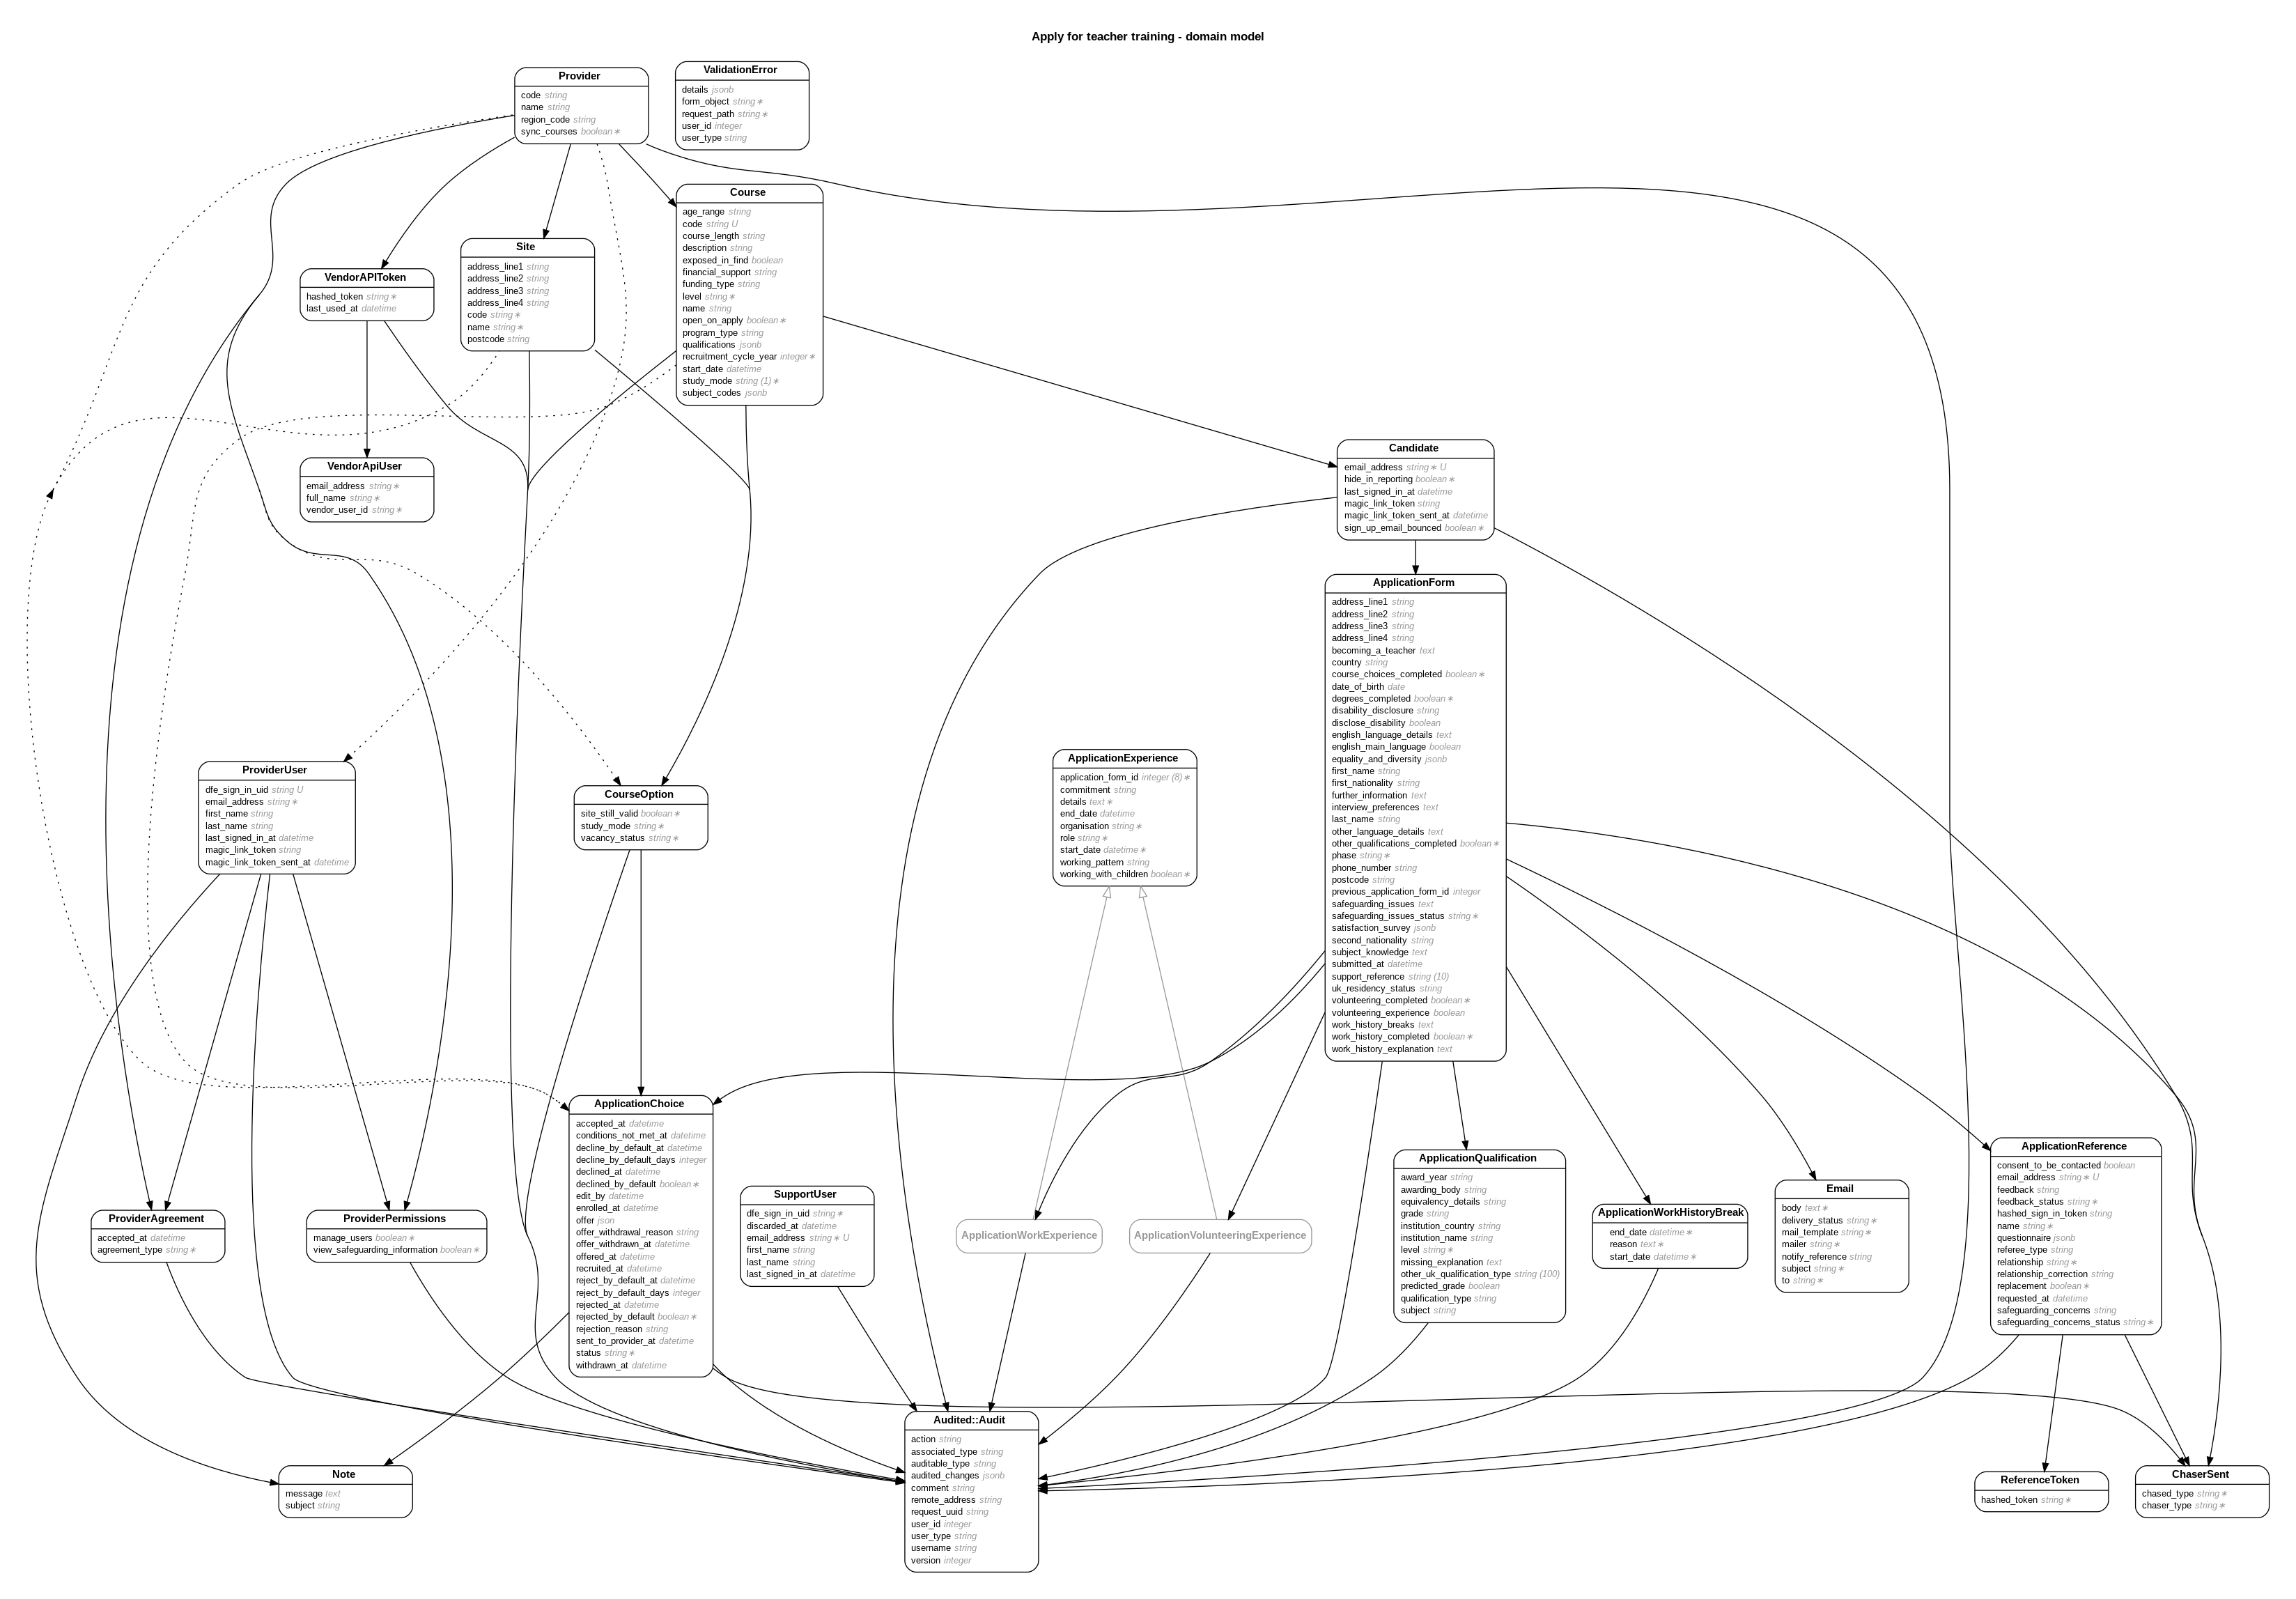 Apply for teacher training - domain model
Provider
code string
name string
region_code string
sync_courses boolean∗
ValidationError
details jsonb
form_object string∗
request_path string∗
user_id integer
user_type string
Course
age_range string
code string U
course_length string
description string
exposed_in_find boolean
financial_support string
funding_type string
level string∗
name string
open_on_apply boolean∗
program_type string
qualifications jsonb
recruitment_cycle_year integer∗
start_date datetime
study_mode string (1)∗
subject_codes jsonb
Site
address_line1 string
address_line2 string
address_line3 string
address_line4 string
code string∗
name string∗
postcode string
VendorAPIToken
hashed_token string∗
last_used_at datetime
VendorApiUser
email_address string∗
full_name string∗
vendor_user_id string∗
Candidate
email_address string∗ U
hide_in_reporting boolean∗
last_signed_in_at datetime
magic_link_token string
magic_link_token_sent_at datetime
sign_up_email_bounced boolean∗
ApplicationForm
address_line1 string
address_line2 string
address_line3 string
address_line4 string
becoming_a_teacher text
country string
course_choices_completed boolean∗
date_of_birth date
degrees_completed boolean∗
disability_disclosure string
disclose_disability boolean
english_language_details text
english_main_language boolean
equality_and_diversity jsonb
first_name string
first_nationality string
further_information text
interview_preferences text
last_name string
other_language_details text
other_qualifications_completed boolean∗
phase string∗
phone_number string
postcode string
previous_application_form_id integer
safeguarding_issues text
safeguarding_issues_status string∗
satisfaction_survey jsonb
second_nationality string
subject_knowledge text
submitted_at datetime
support_reference string (10)
uk_residency_status string
volunteering_completed boolean∗
volunteering_experience boolean
work_history_breaks text
work_history_completed boolean∗
work_history_explanation text
ProviderUser
dfe_sign_in_uid string U
email_address string∗
first_name string
last_name string
last_signed_in_at datetime
magic_link_token string
magic_link_token_sent_at datetime
CourseOption
site_still_valid boolean∗
study_mode string∗
vacancy_status string∗
ApplicationExperience
application_form_id integer (8)∗
commitment string
details text∗
end_date datetime
organisation string∗
role string∗
start_date datetime∗
working_pattern string
working_with_children boolean∗
ApplicationChoice
accepted_at datetime
conditions_not_met_at datetime
decline_by_default_at datetime
decline_by_default_days integer
declined_at datetime
declined_by_default boolean∗
edit_by datetime
enrolled_at datetime
offer json
offer_withdrawal_reason string
offer_withdrawn_at datetime
offered_at datetime
recruited_at datetime
reject_by_default_at datetime
reject_by_default_days integer
rejected_at datetime
rejected_by_default boolean∗
rejection_reason string
sent_to_provider_at datetime
status string∗
withdrawn_at datetime
ProviderAgreement
accepted_at datetime
agreement_type string∗
ProviderPermissions
manage_users boolean∗
view_safeguarding_information boolean∗
SupportUser
dfe_sign_in_uid string∗
discarded_at datetime
email_address string∗ U
first_name string
last_name string
last_signed_in_at datetime
ApplicationWorkExperience
ApplicationVolunteeringExperience
ApplicationQualification
award_year string
awarding_body string
equivalency_details string
grade string
institution_country string
institution_name string
level string∗
missing_explanation text
other_uk_qualification_type string (100)
predicted_grade boolean
qualification_type string
subject string
ApplicationWorkHistoryBreak
end_date datetime∗
reason text∗
start_date datetime∗
Email
body text∗
delivery_status string∗
mail_template string∗
mailer string∗
notify_reference string
subject string∗
to string∗
ApplicationReference
consent_to_be_contacted boolean
email_address string∗ U
feedback string
feedback_status string∗
hashed_sign_in_token string
name string∗
questionnaire jsonb
referee_type string
relationship string∗
relationship_correction string
replacement boolean∗
requested_at datetime
safeguarding_concerns string
safeguarding_concerns_status string∗
Audited::Audit
action string
associated_type string
auditable_type string
audited_changes jsonb
comment string
remote_address string
request_uuid string
user_id integer
user_type string
username string
version integer
Note
message text
subject string
ReferenceToken
hashed_token string∗
ChaserSent
chased_type string∗
chaser_type string∗